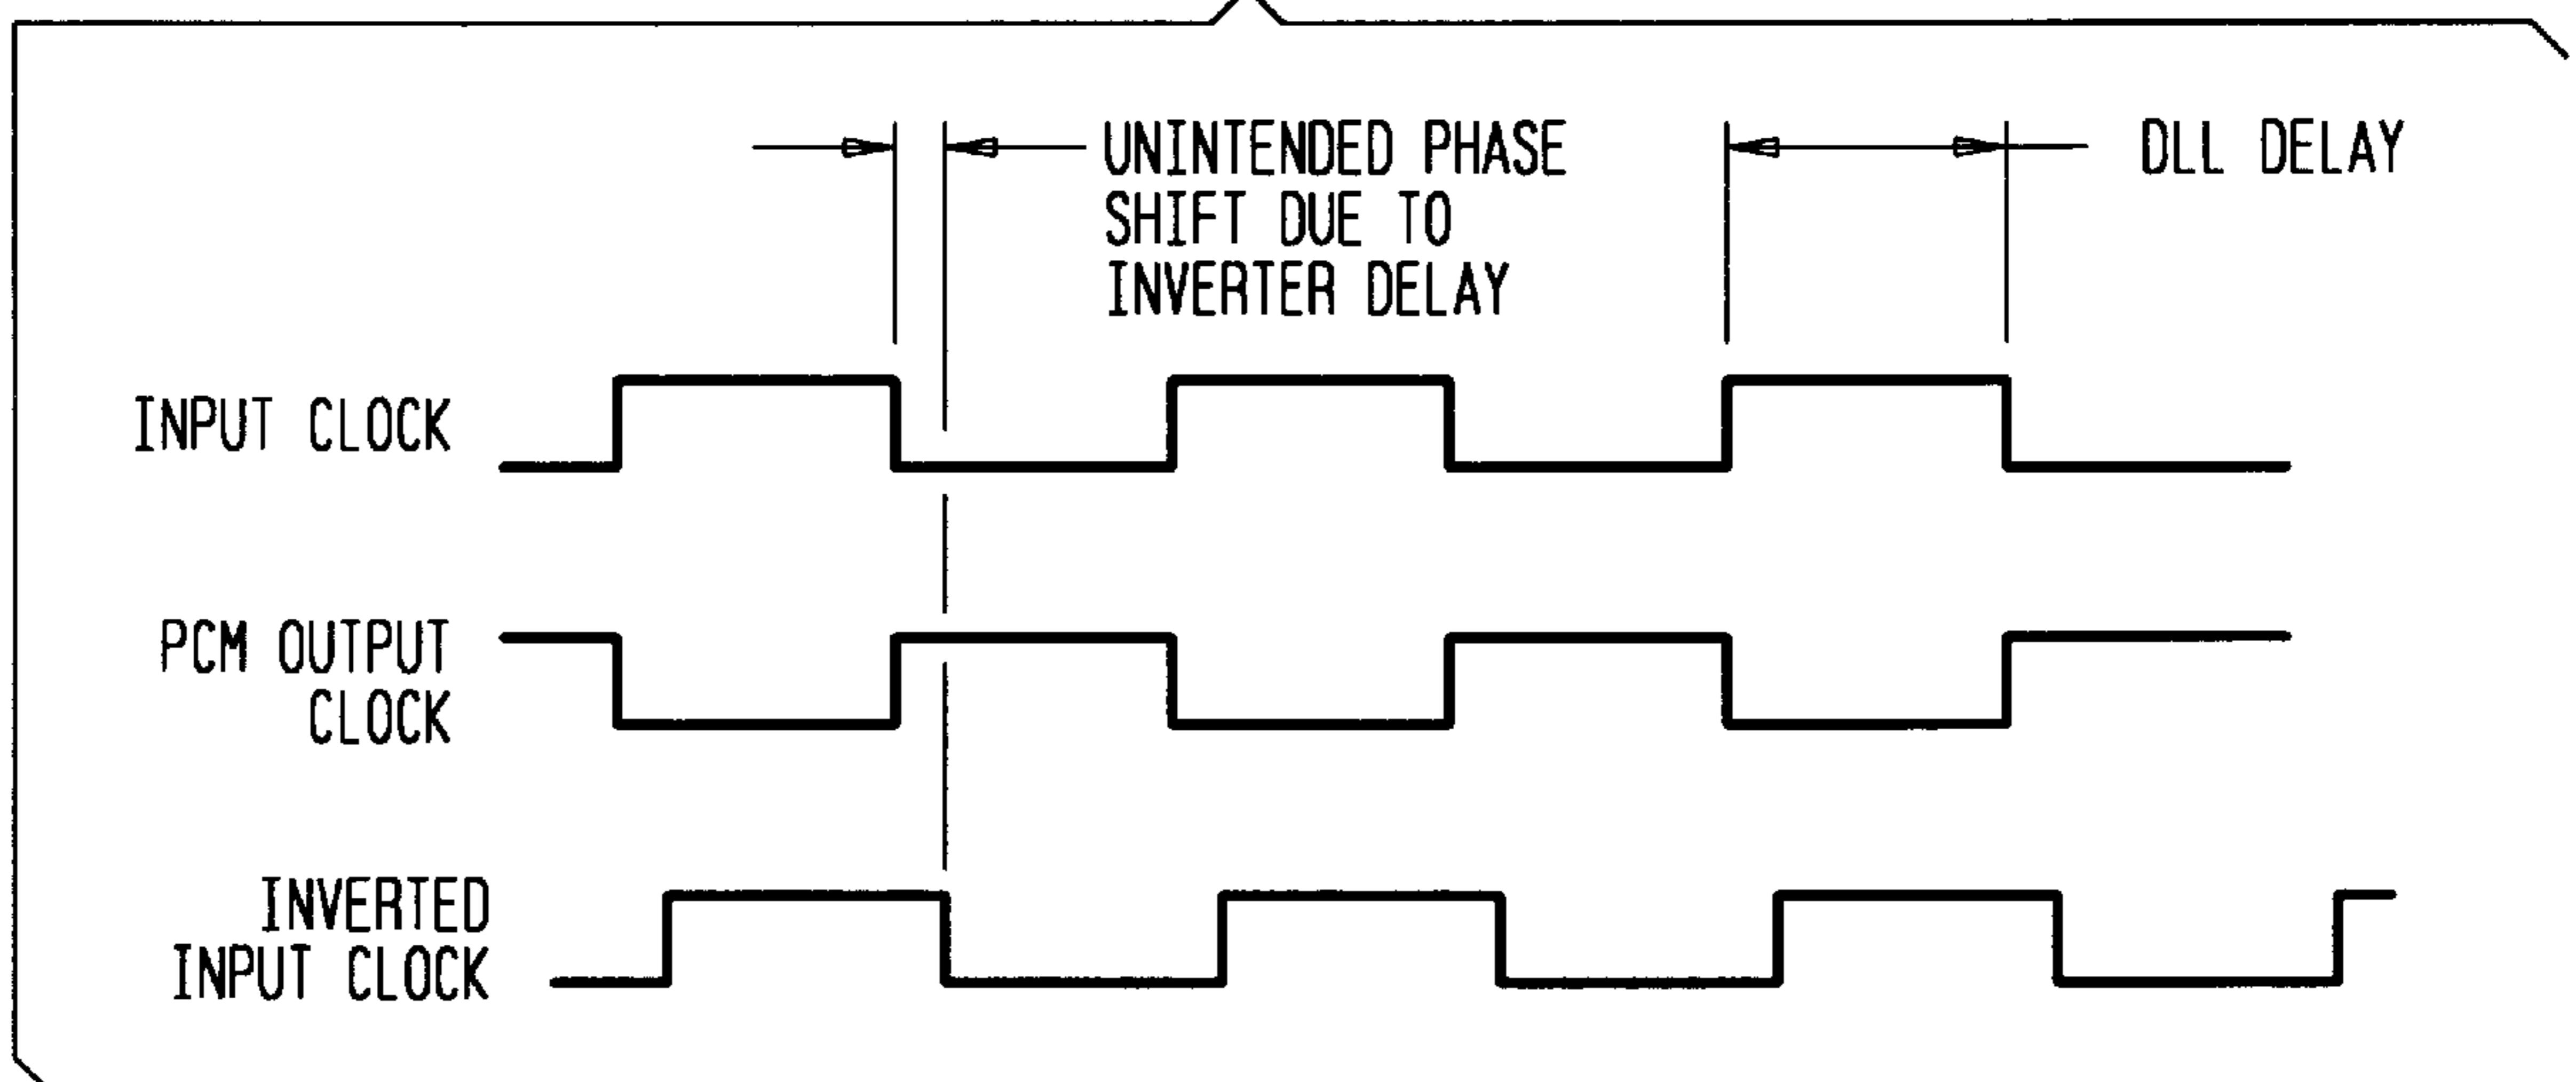 UNINTENDED PHASE
SHIFT DUE TO
INVERTER DELAY
DLL DELAY
INPUT CLOCK
PCM OUTPUT
CLOCK
INVERTED
INPUT CLOCK